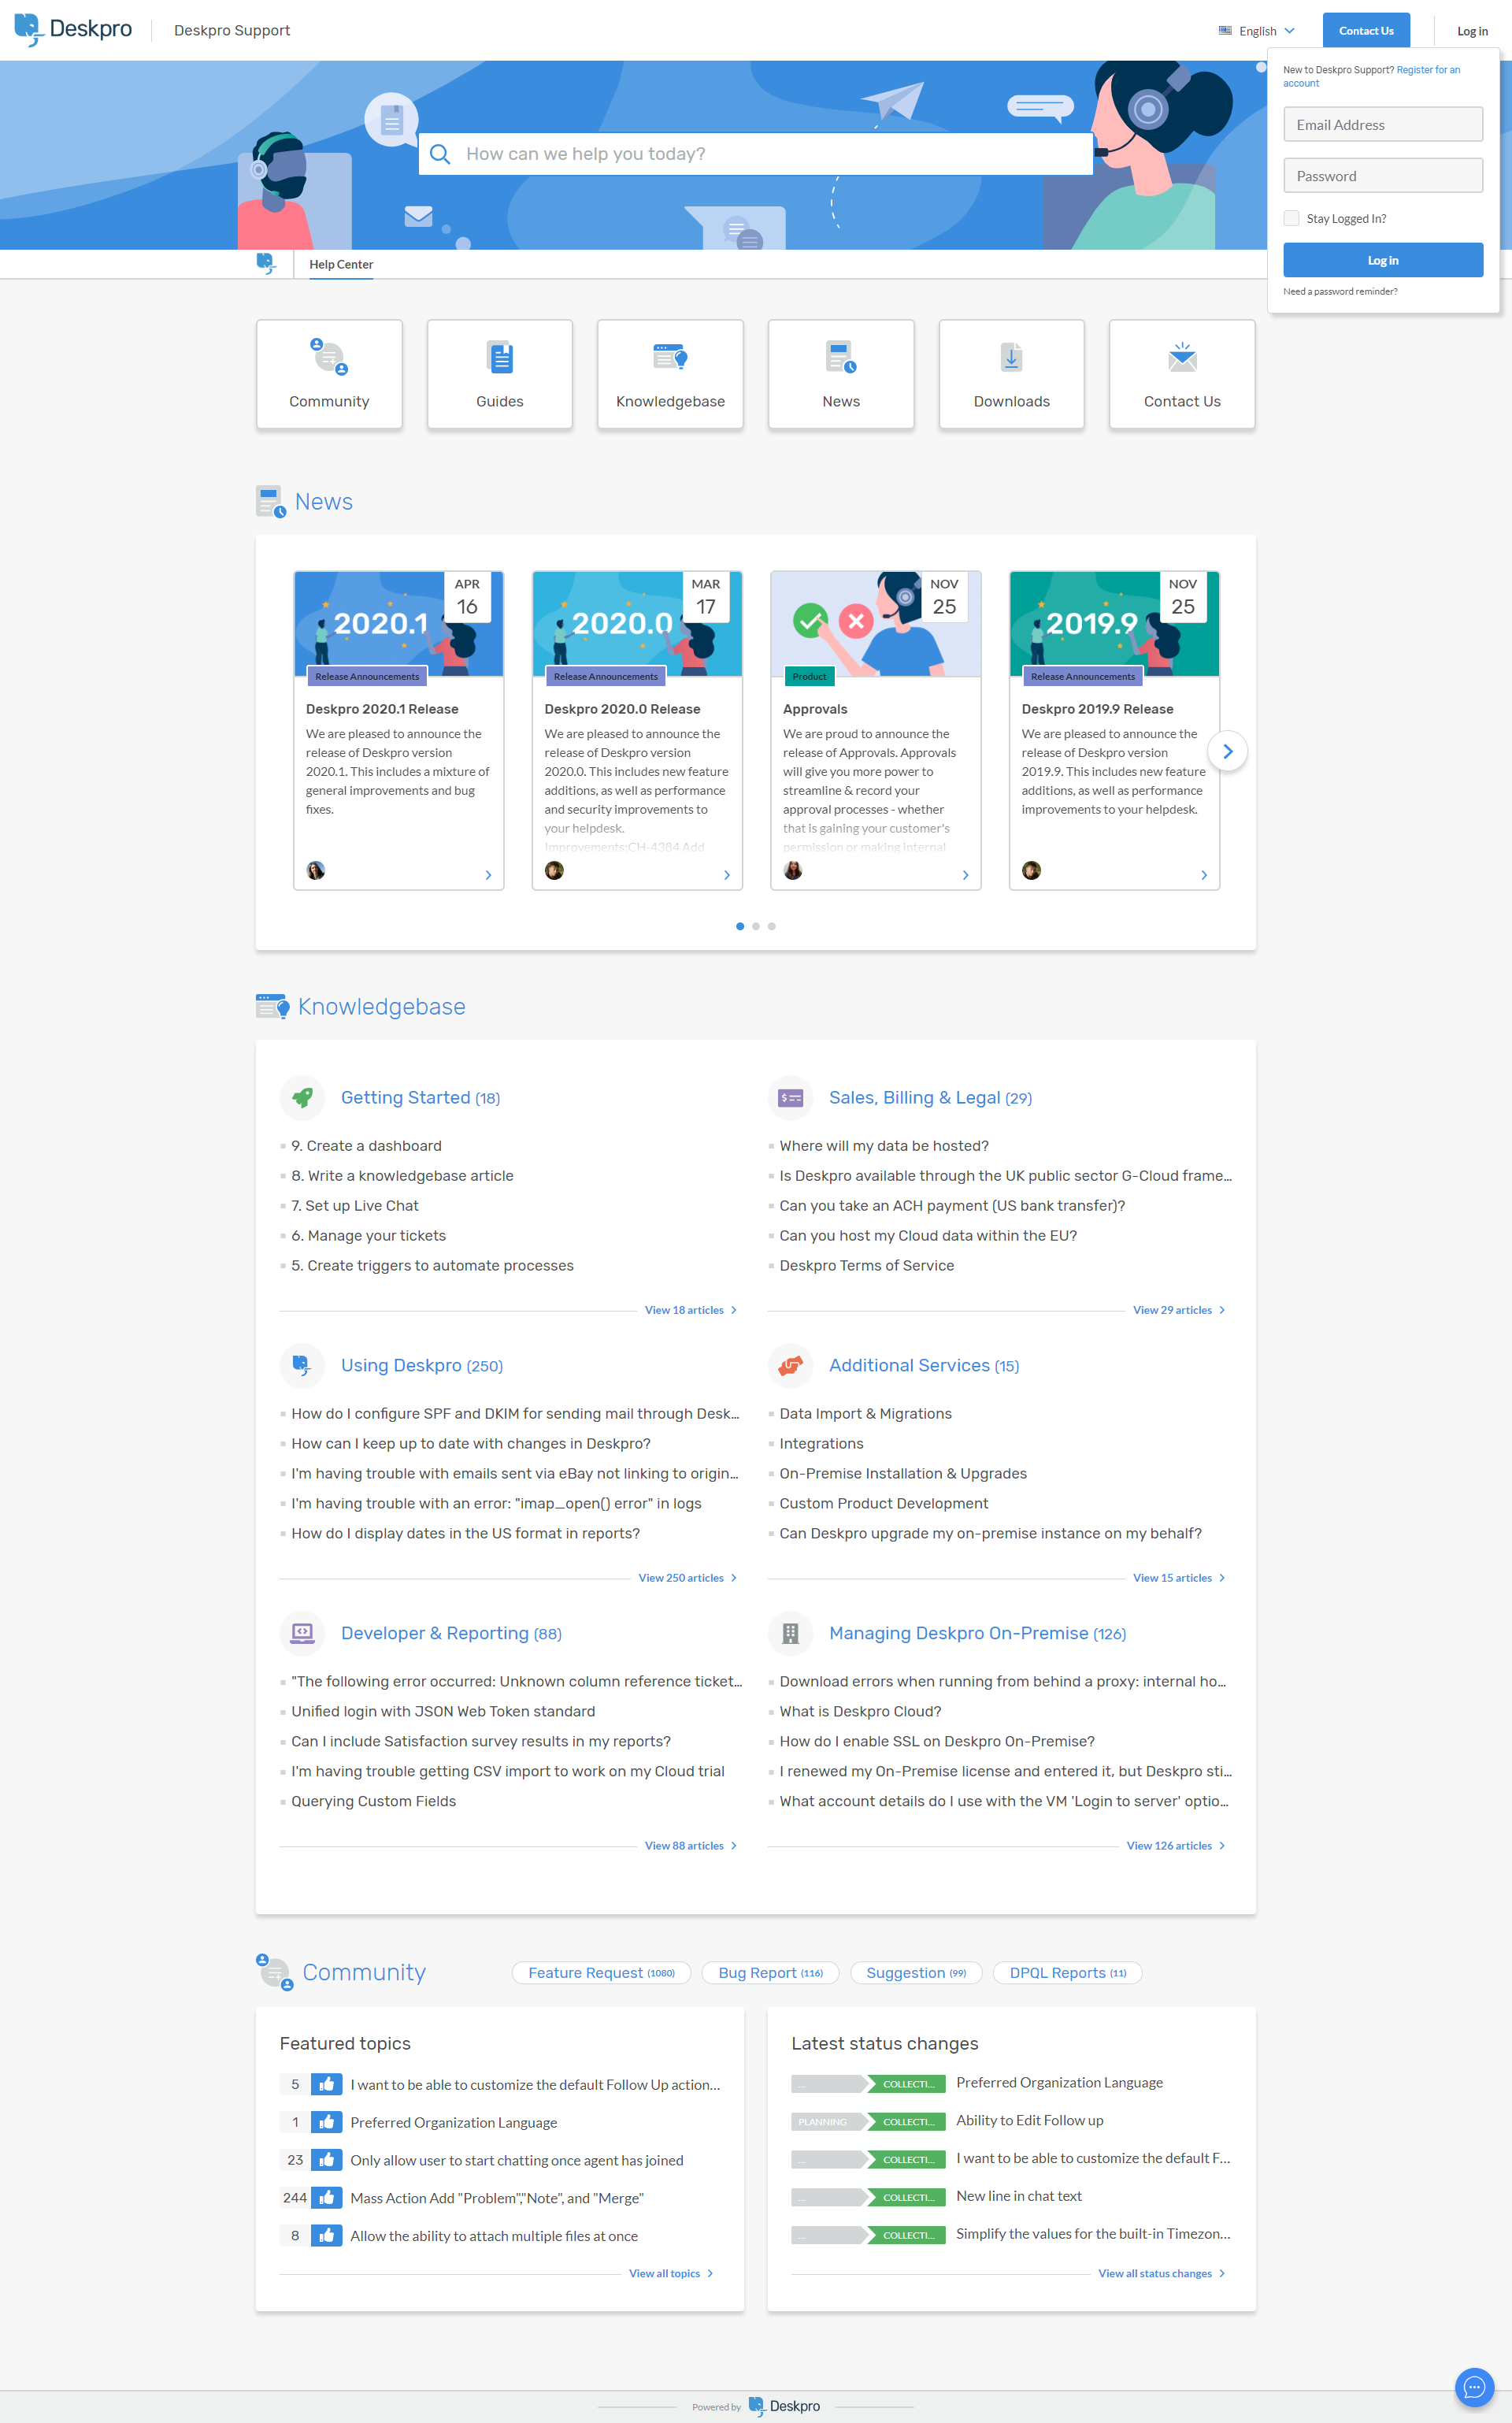 Deskpro
Deskpro Support
English
Contact Us
Log in
New to Deskpro Support? Register for an
account
Email Address
Password
Stay Logged In?
Log in
Need a password reminder?
How can we help you today?
Help Center
Community
Guides
Knowledgebase
News
Downloads
Contact Us
News
APR
16
2020.1
Release Announcements
Deskpro 2020.1 Release
We are pleased to announce the
release of Deskpro version
2020.1. This includes a mixture of
general improvements and bug
fixes.
MAR
17
2020.0
Release Announcements
Deskpro 2020.0 Release
We are pleased to announce the
release of Deskpro version
2020.0. This includes new feature
additions, as well as performance
and security improvements to
your helpdesk.
Improvements:CH-4384 Add
NOV
25
Product
Approvals
We are proud to announce the
release of Approvals. Approvals
will give you more power to
streamline & record your
approval processes - whether
that is gaining your customer's
permission or making internal
NOV
25
2019.9
Release Announcements
Deskpro 2019.9 Release
We are pleased to announce the
release of Deskpro version
2019.9. This includes new feature
additions, as well as performance
improvements to your helpdesk.
Knowledgebase
Getting Started (18)
9. Create a dashboard
8. Write a knowledgebase article
7. Set up Live Chat
6. Manage your tickets
5. Create triggers to automate processes
View 18 articles
Sales, Billing & Legal (29)
Where will my data be hosted?
Is Deskpro available through the UK public sector G-Cloud frame...
Can you take an ACH payment (US bank transfer)?
Can you host my Cloud data within the EU?
Deskpro Terms of Service
View 29 articles
Using Deskpro (250)
How do I configure SPF and DKIM for sending mail through Desk...
How can I keep up to date with changes in Deskpro?
I'm having trouble with emails sent via eBay not linking to origin...
I'm having trouble with an error: "imap_open() error" in logs
How do I display dates in the US format in reports?
View 250 articles
Additional Services (15)
Data Import & Migrations
Integrations
On-Premise Installation & Upgrades
Custom Product Development
Can Deskpro upgrade my on-premise instance on my behalf?
View 15 articles
Developer & Reporting (88)
"The following error occurred: Unknown column reference ticket...
Unified login with JSON Web Token standard
Can I include Satisfaction survey results in my reports?
I'm having trouble getting CSV import to work on my Cloud trial
Querying Custom Fields
View 88 articles
Managing Deskpro On-Premise (126)
Download errors when running from behind a proxy: internal ho...
What is Deskpro Cloud?
How do I enable SSL on Deskpro On-Premise?
I renewed my On-Premise license and entered it, but Deskpro sti...
What account details do I use with the VM 'Login to server' optio...
View 126 articles
Community
Feature Request (1080)
Bug Report (116)
Suggestion (99)
DPQL Reports (11)
Featured topics
5 I want to be able to customize the default Follow Up action...
1 Preferred Organization Language
23 Only allow user to start chatting once agent has joined
244 Mass Action Add "Problem","Note", and "Merge"
8 Allow the ability to attach multiple files at once
View all topics
Latest status changes
... COLLECTI... Preferred Organization Language
PLANNING COLLECTI... Ability to Edit Follow up
... COLLECTI... I want to be able to customize the default F...
... COLLECTI... New line in chat text
... COLLECTI... Simplify the values for the built-in Timezon...
View all status changes
Powered by Deskpro